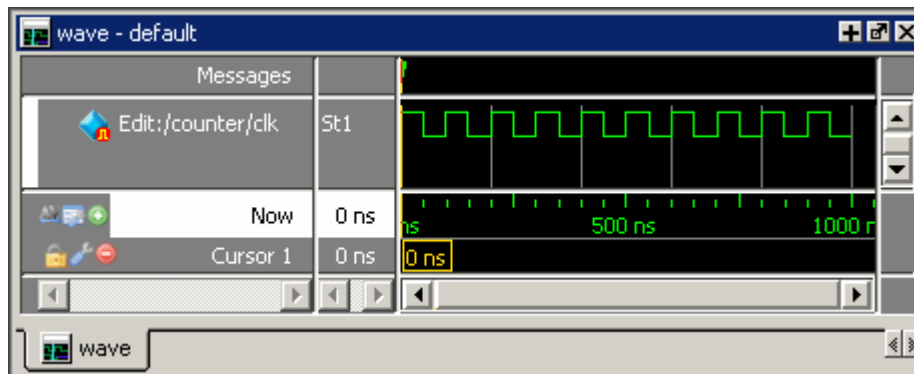 wave - default
Messages
Edit:/counter/clk St1
Now 0 ns
ns 500 ns 1000 n
Cursor 1 0 ns 0 ns
wave